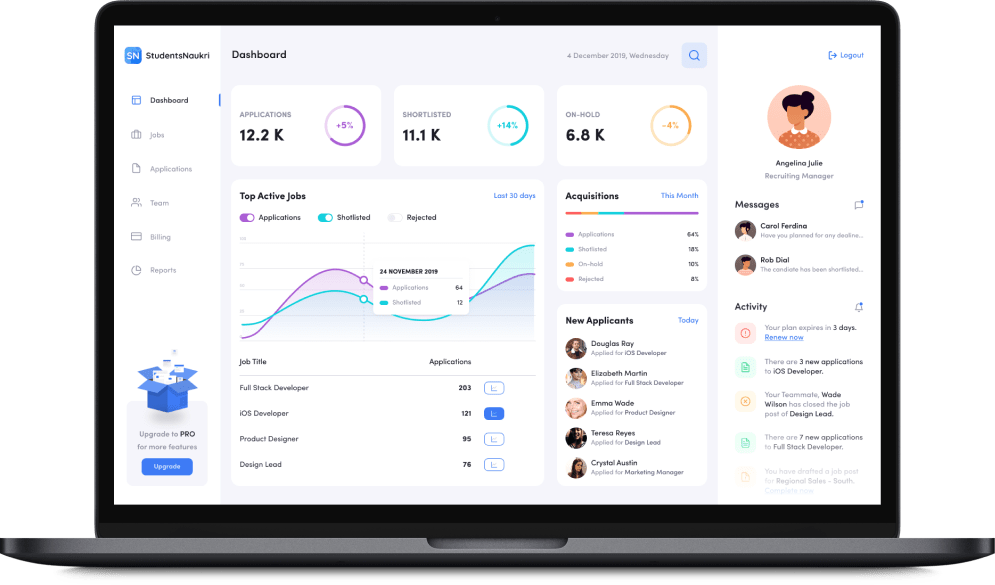 SN StudentsNaukri
Dashboard
Jobs
Applications
Team
Billing
Reports
Upgrade to PRO
for more features
Upgrade
Dashboard
4 December 2019, Wednesday
APPLICATIONS
12.2 K
+5%
SHORTLISTED
11.1 K
+14%
ON-HOLD
6.8 K
-4%
Top Active Jobs
Last 30 days
Applications
Shotlisted
Rejected
24 NOVEMBER 2019
Applications 64
Shotlisted 12
Job Title Applications
Full Stack Developer 203
iOS Developer 121
Product Designer 95
Design Lead 76
Acquisitions
This Month
Applications 64%
Shotlisted 18%
On-hold 10%
Rejected 8%
New Applicants
Today
Douglas Ray
Applied for iOS Developer
Elizabeth Martin
Applied for Full Stack Developer
Emma Wade
Applied for Product Designer
Teresa Reyes
Applied for Design Lead
Crystal Austin
Applied for Marketing Manager
Logout
Angelina Julie
Recruiting Manager
Messages
Carol Ferdina
Have you planned for any dealine...
Rob Dial
The candiate has been shortlisted...
Activity
Your plan expires in 3 days.
Renew now
There are 3 new applications
to iOS Developer.
Your Teammate, Wade
Wilson has closed the job
post of Design Lead.
There are 7 new applications
to Full Stack Developer.
You have drafted a job post
for Regional Sales - South.
Complete now.